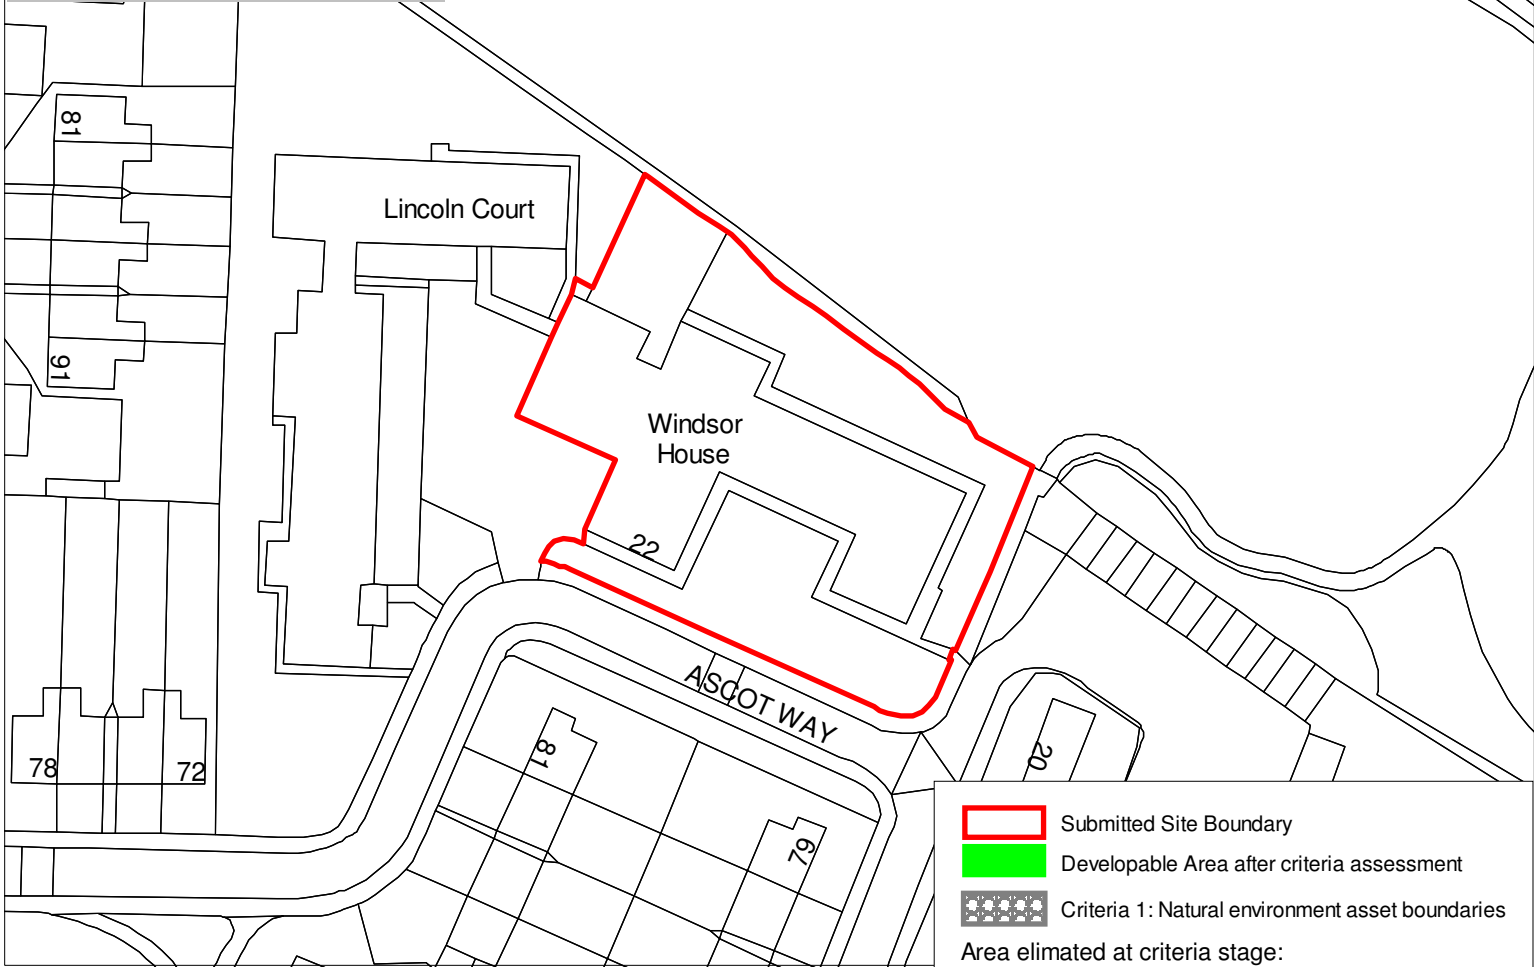 81
Lincoln Court
91
Windsor
House
22
ASCOT WAY
78
72
81
20
67
Submitted Site Boundary
Developable Area after criteria assessment
Criteria 1: Natural environment asset boundaries
Area elimated at criteria stage: